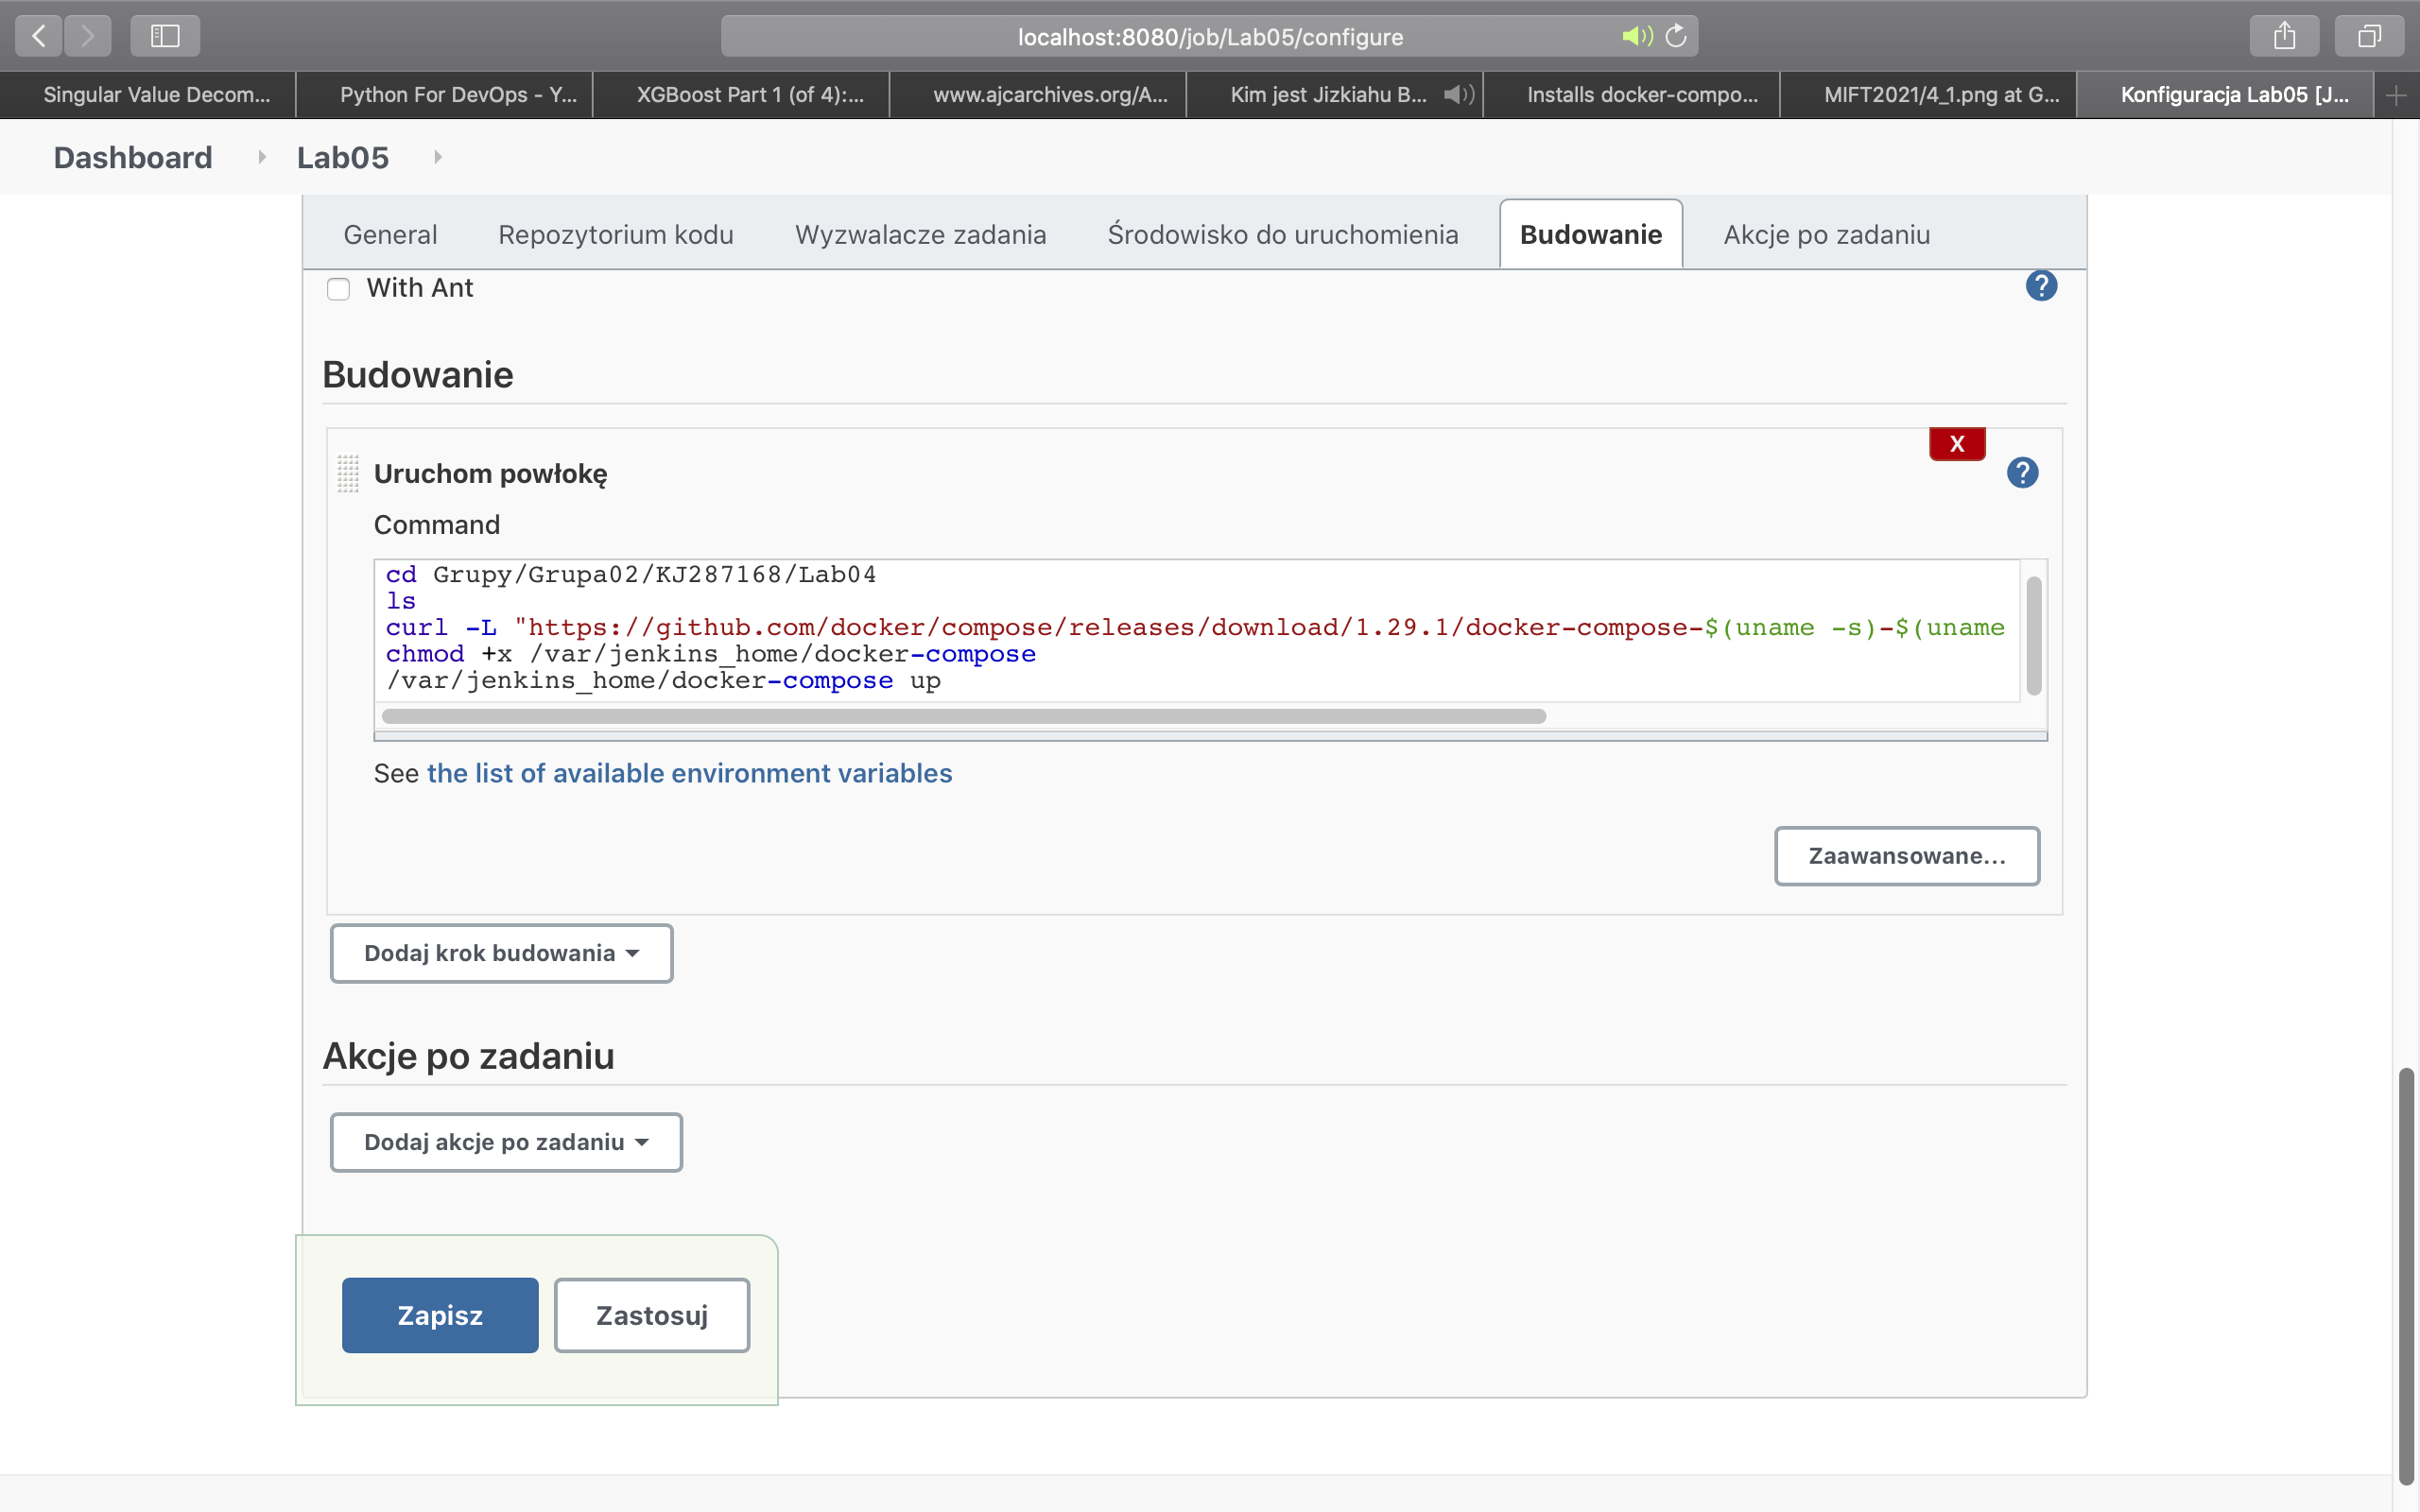 localhost:8080/job/Lab05/configure
Singular Value Decom...
Python For DevOps - Y...
XGBoost Part 1 (of 4):...
www.ajcarchives.org/A...
Kim jest Jizkiahu B...
Installs docker-compo...
MIFT2021/4_1.png at G...
Konfiguracja Lab05 [J...
Dashboard
Lab05
General
Repozytorium kodu
Wyzwalacze zadania
Środowisko do uruchomienia
Budowanie
Akcje po zadaniu
With Ant
?
Budowanie
X
Uruchom powłokę
?
Command
cd Grupy/Grupa02/KJ287168/Lab04
ls
curl -L "https://github.com/docker/compose/releases/download/1.29.1/docker-compose-$(uname -s)-$(uname
chmod +x /var/jenkins_home/docker-compose
/var/jenkins_home/docker-compose up
See the list of available environment variables
Zaawansowane...
Dodaj krok budowania
Akcje po zadaniu
Dodaj akcje po zadaniu
Zapisz
Zastosuj